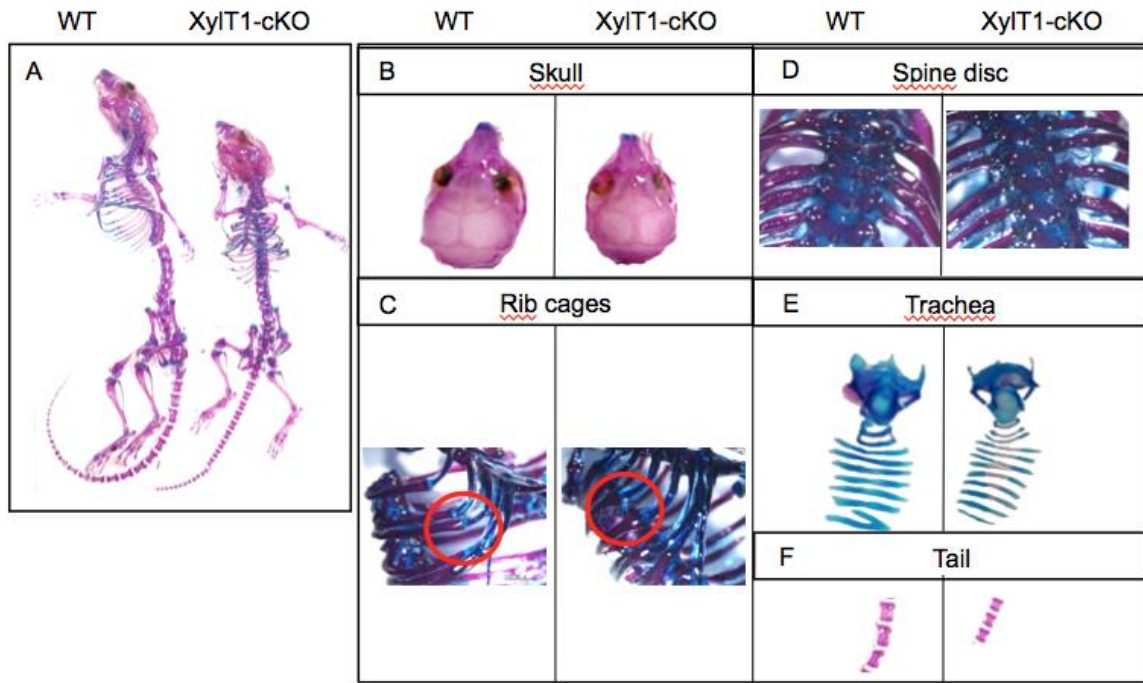 WT XylT1-cKO WT XylT1-cKO WT XylT1-cKO
A
B Skull
D Spine disc
C Rib cages
E Trachea
F Tail